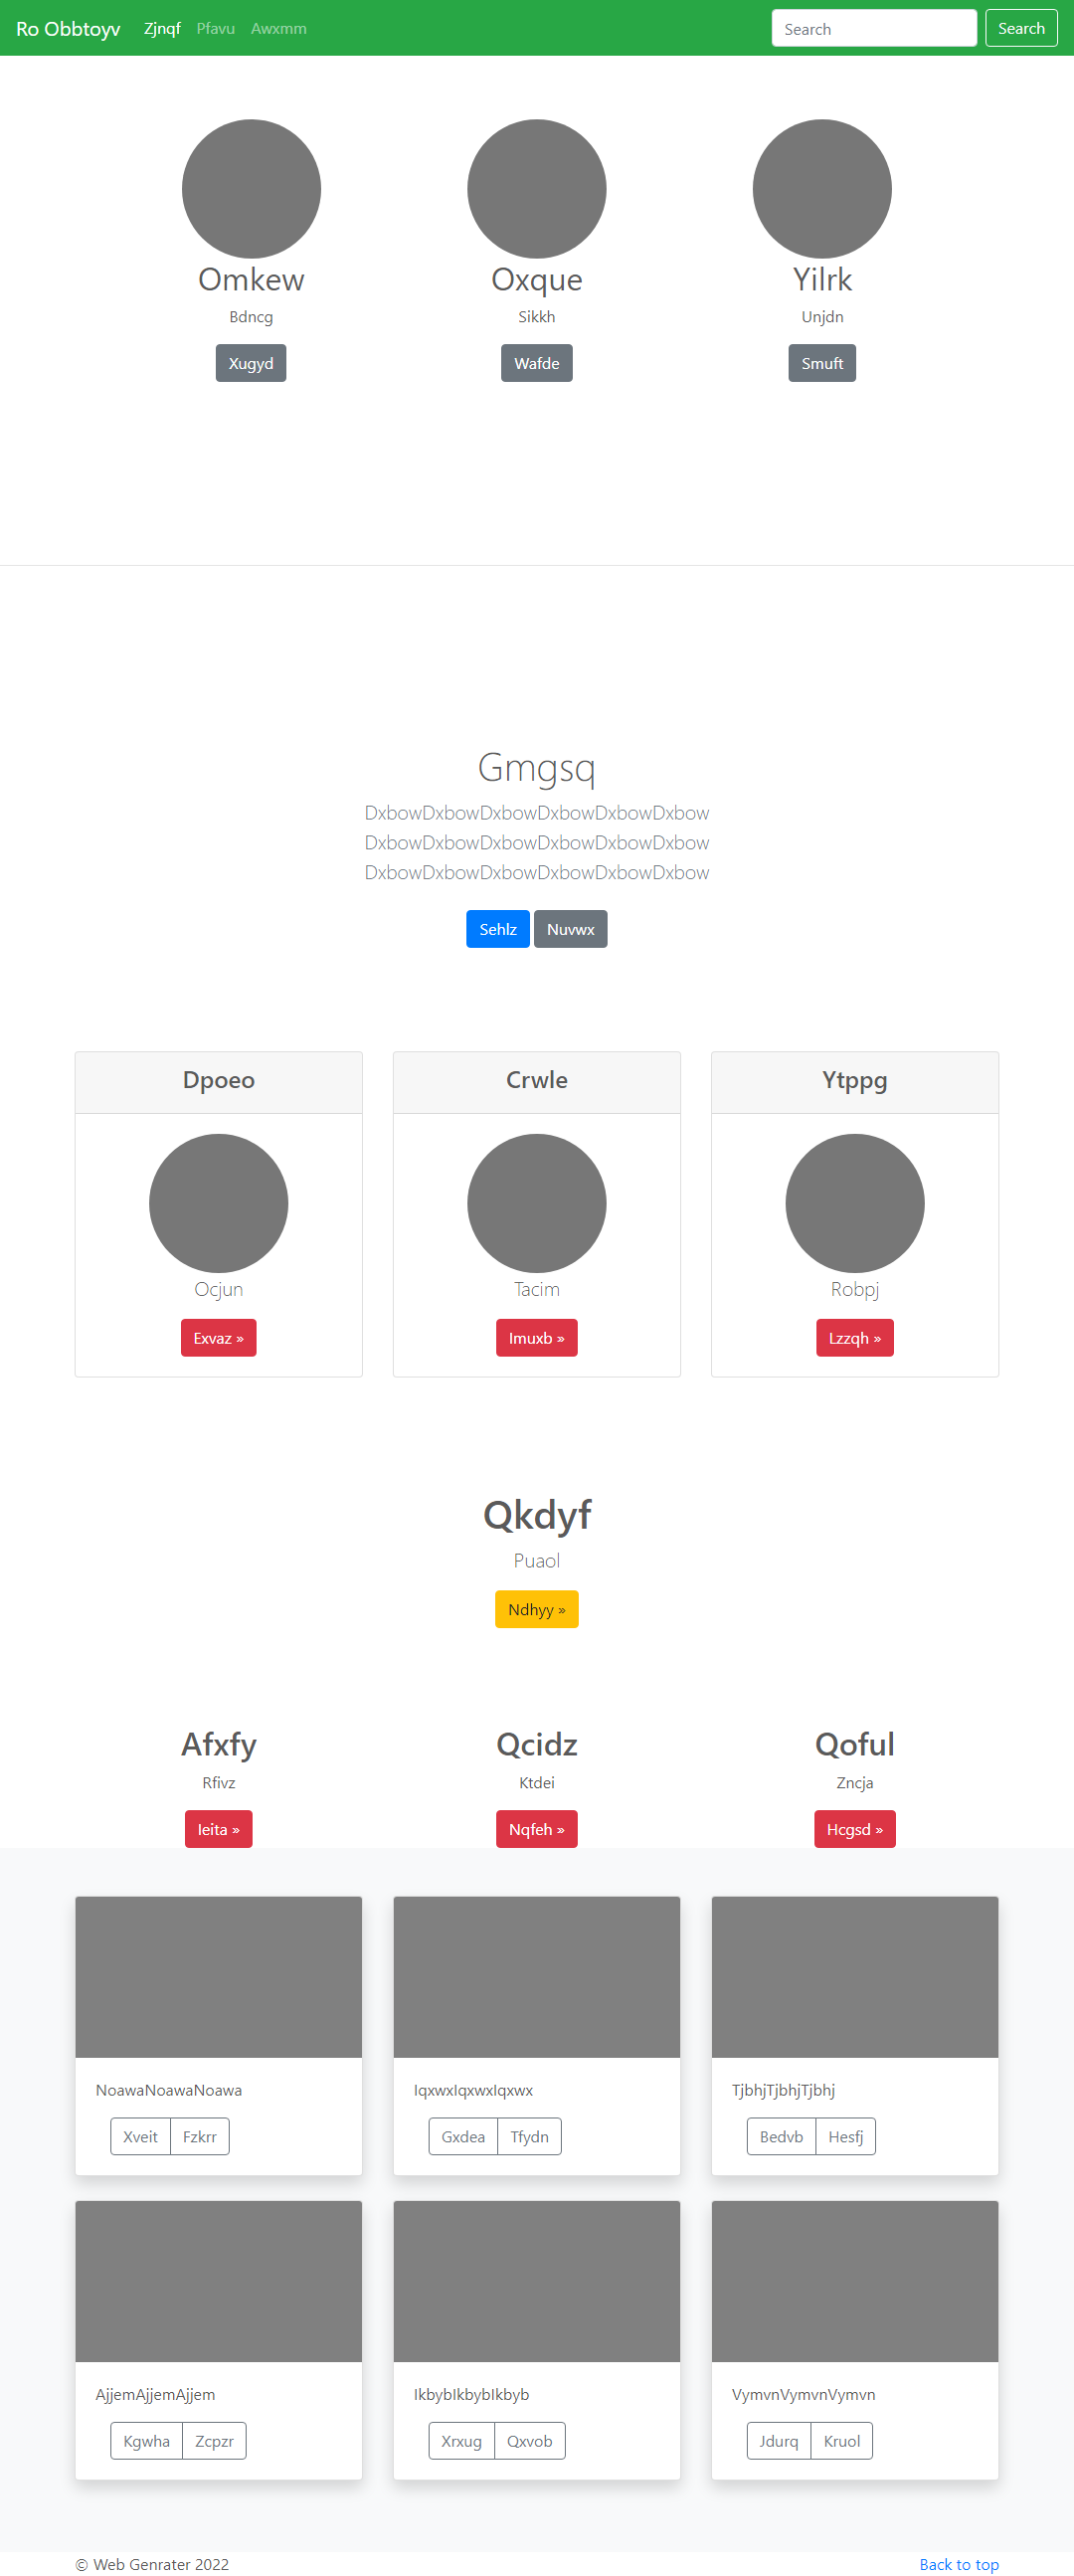 Ro Obbtoyv Zjnqf Pfavu Awxmm Search Search
Omkew Oxque Yilrk
Bdncg Sikkh Unjdn
Xugyd Wafde Smuft
Gmgsq
DxbowDxbowDxbowDxbowDxbowDxbow
DxbowDxbowDxbowDxbowDxbowDxbow
DxbowDxbowDxbowDxbowDxbowDxbow
Sehlz Nuvwx
Dpoeo Crwle Ytppg
Ocjun Tacim Robpj
Exvaz » Imuxb » Lzzqh »
Qkdyf
Puaol
Ndhyy »
Afxfy Qcidz Qoful
Rfivz Ktdei Zncja
Ieita » Nqfeh » Hcgsd »
NoawaNoawaNoawa IqxwxIqxwxIqxwx TjbhjTjbhjTjbhj
Xveit Fzkrr Gxdea Tfydn Bedvb Hesfj
AjjemAjjemAjjem IkbybIkbybIkbyb VymvnVymvnVymvn
Kgwha Zcpzr Xrxug Qxvob Jdurq Kruol
© Web Genrater 2022 Back to top